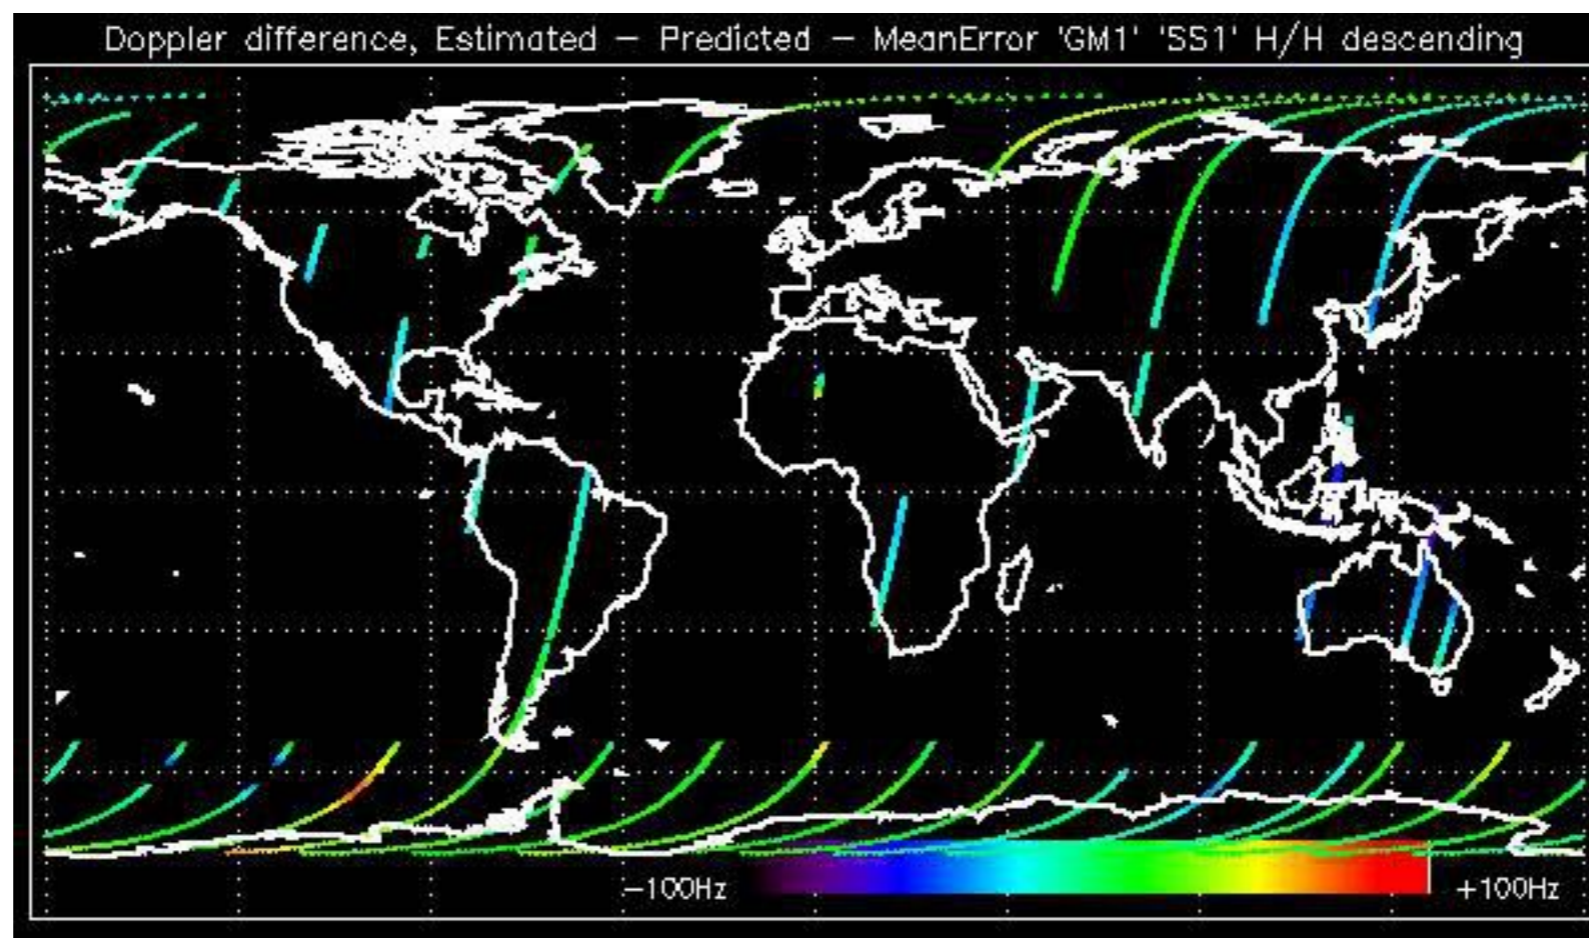 Doppler difference, Estimated − Predicted − MeanError 'GM1' 'SS1' H/H descending
−100Hz
+100Hz